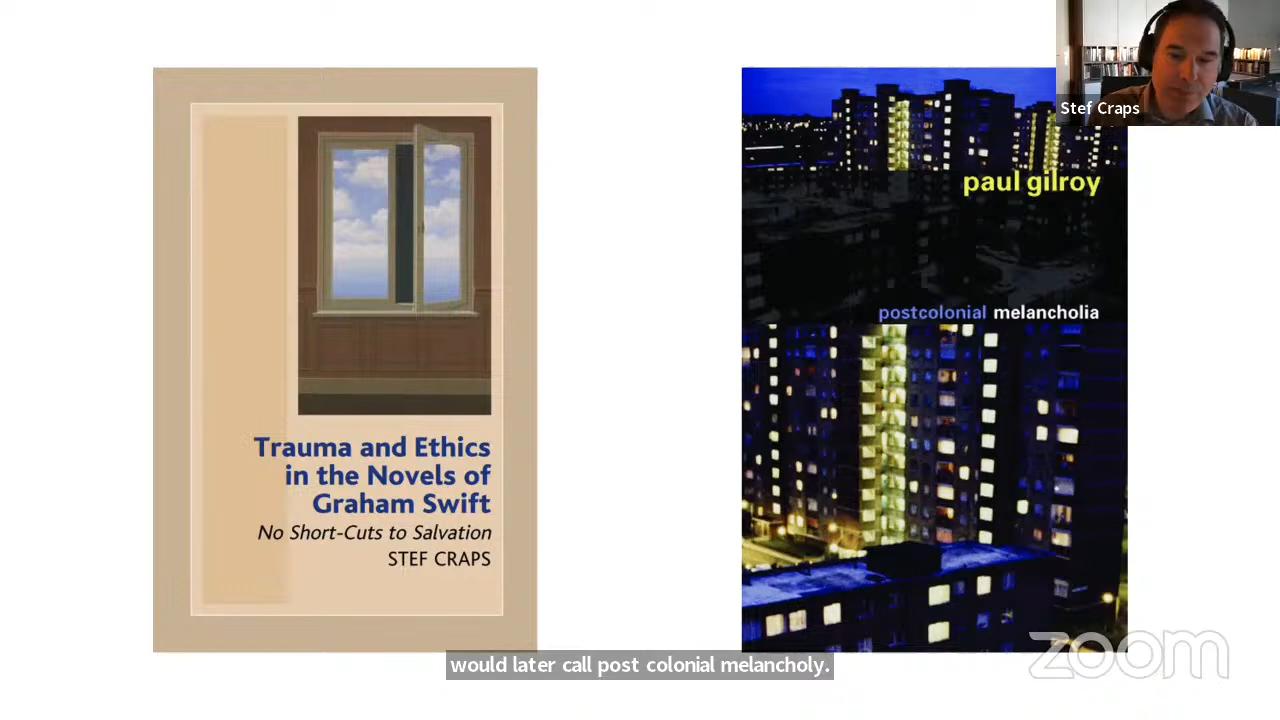 Stef Craps
paul gilroy
postcolonial melancholia
Trauma and Ethics
in the Novels of
Graham Swift
No Short-Cuts to Salvation
STEF CRAPS
would later call post colonial melancholy.
zoom